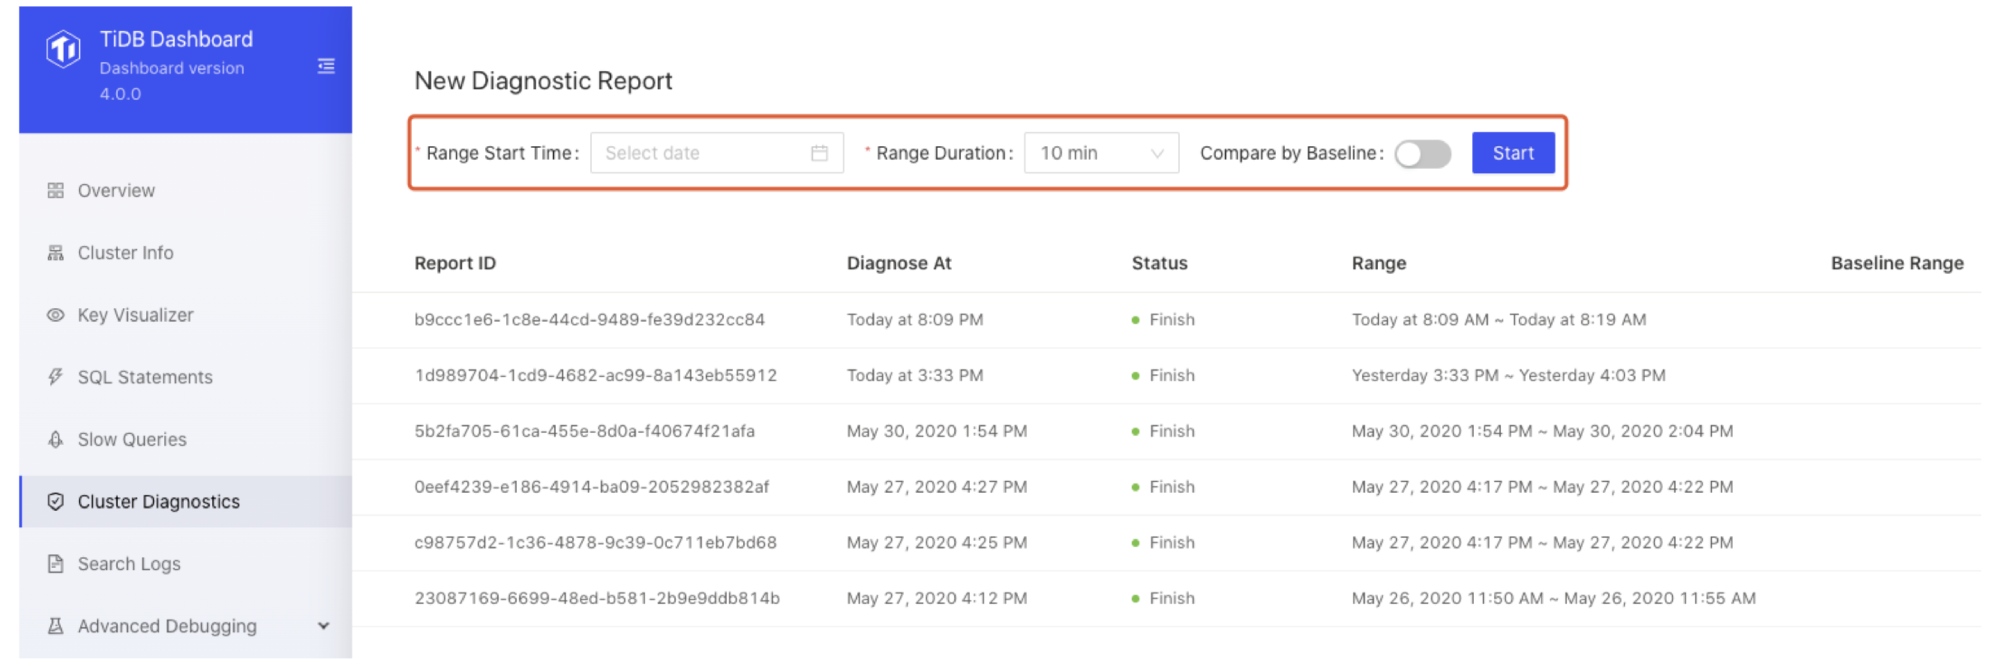 TiDB Dashboard
Dashboard version
4.0.0
Overview
Cluster Info
Key Visualizer
SQL Statements
Slow Queries
Cluster Diagnostics
Search Logs
Advanced Debugging
New Diagnostic Report
* Range Start Time: Select date * Range Duration: 10 min Compare by Baseline: Start
Report ID Diagnose At Status Range Baseline Range
b9ccc1e6-1c8e-44cd-9489-fe39d232cc84 Today at 8:09 PM Finish Today at 8:09 AM ~ Today at 8:19 AM
1d989704-1cd9-4682-ac99-8a143eb55912 Today at 3:33 PM Finish Yesterday 3:33 PM ~ Yesterday 4:03 PM
5b2fa705-61ca-455e-8d0a-f40674f21afa May 30, 2020 1:54 PM Finish May 30, 2020 1:54 PM ~ May 30, 2020 2:04 PM
0eef4239-e186-4914-ba09-2052982382af May 27, 2020 4:27 PM Finish May 27, 2020 4:17 PM ~ May 27, 2020 4:22 PM
c98757d2-1c36-4878-9c39-0c711eb7bd68 May 27, 2020 4:25 PM Finish May 27, 2020 4:17 PM ~ May 27, 2020 4:22 PM
23087169-6699-48ed-b581-2b9e9ddb814b May 27, 2020 4:12 PM Finish May 26, 2020 11:50 AM ~ May 26, 2020 11:55 AM